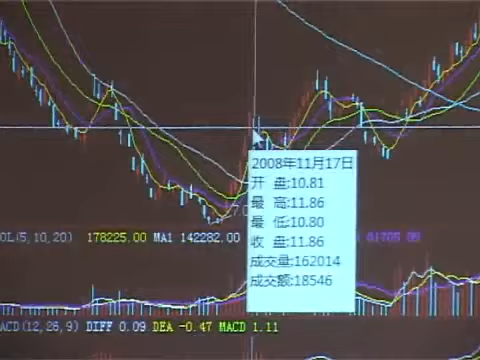 2008年11月17日
开 盘:10.81
最 高:11.86
最 低:10.80
收 盘:11.86
成交量:162014
成交额:18546
OL(5,10,20) 178225.00 MA1 142282.00
ACD(12,26,9) DIFF 0.09 DEA -0.47 MACD 1.11